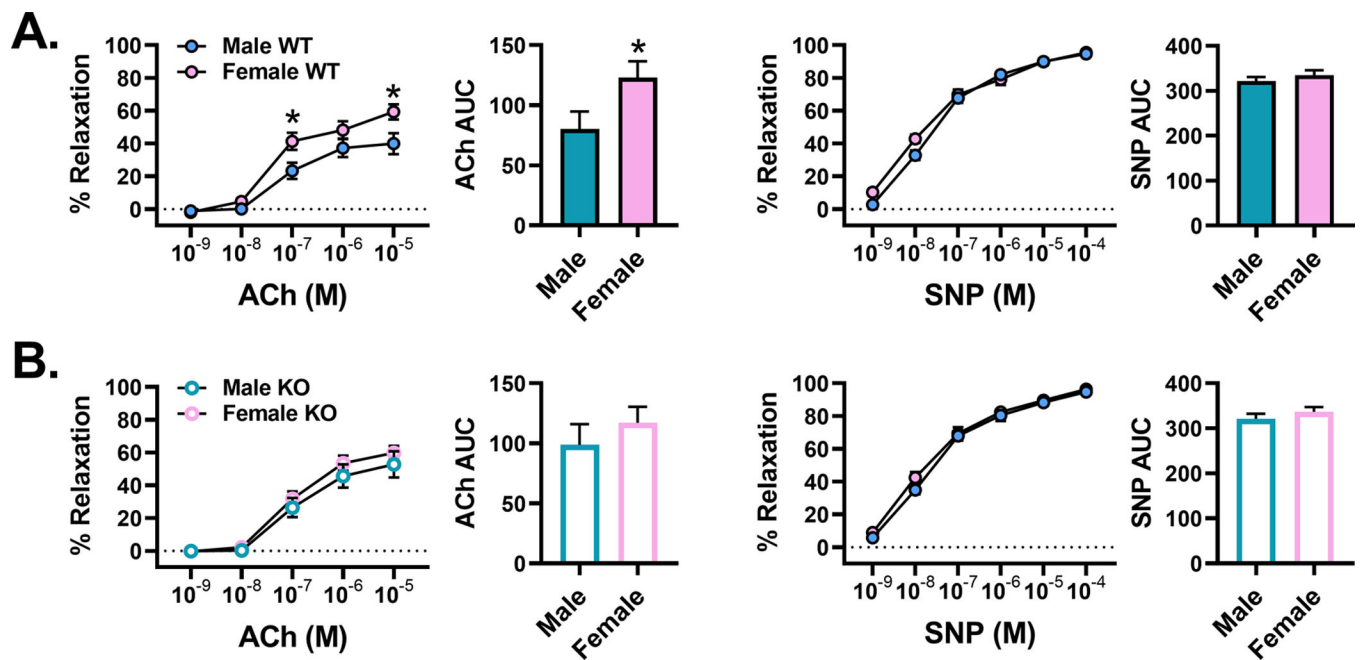 A.
Male WT
Female WT
% Relaxation
100
80
60
40
20
0
*
*
10-9
10-8
10-7
10-6
10-5
ACh (M)
ACh AUC
150
100
50
0
*
Male
Female
% Relaxation
100
80
60
40
20
0
10-9
10-8
10-7
10-6
10-5
10-4
SNP (M)
SNP AUC
400
300
200
100
0
Male
Female
B.
Male KO
Female KO
% Relaxation
100
80
60
40
20
0
10-9
10-8
10-7
10-6
10-5
ACh (M)
ACh AUC
150
100
50
0
Male
Female
% Relaxation
100
80
60
40
20
0
10-9
10-8
10-7
10-6
10-5
10-4
SNP (M)
SNP AUC
400
300
200
100
0
Male
Female